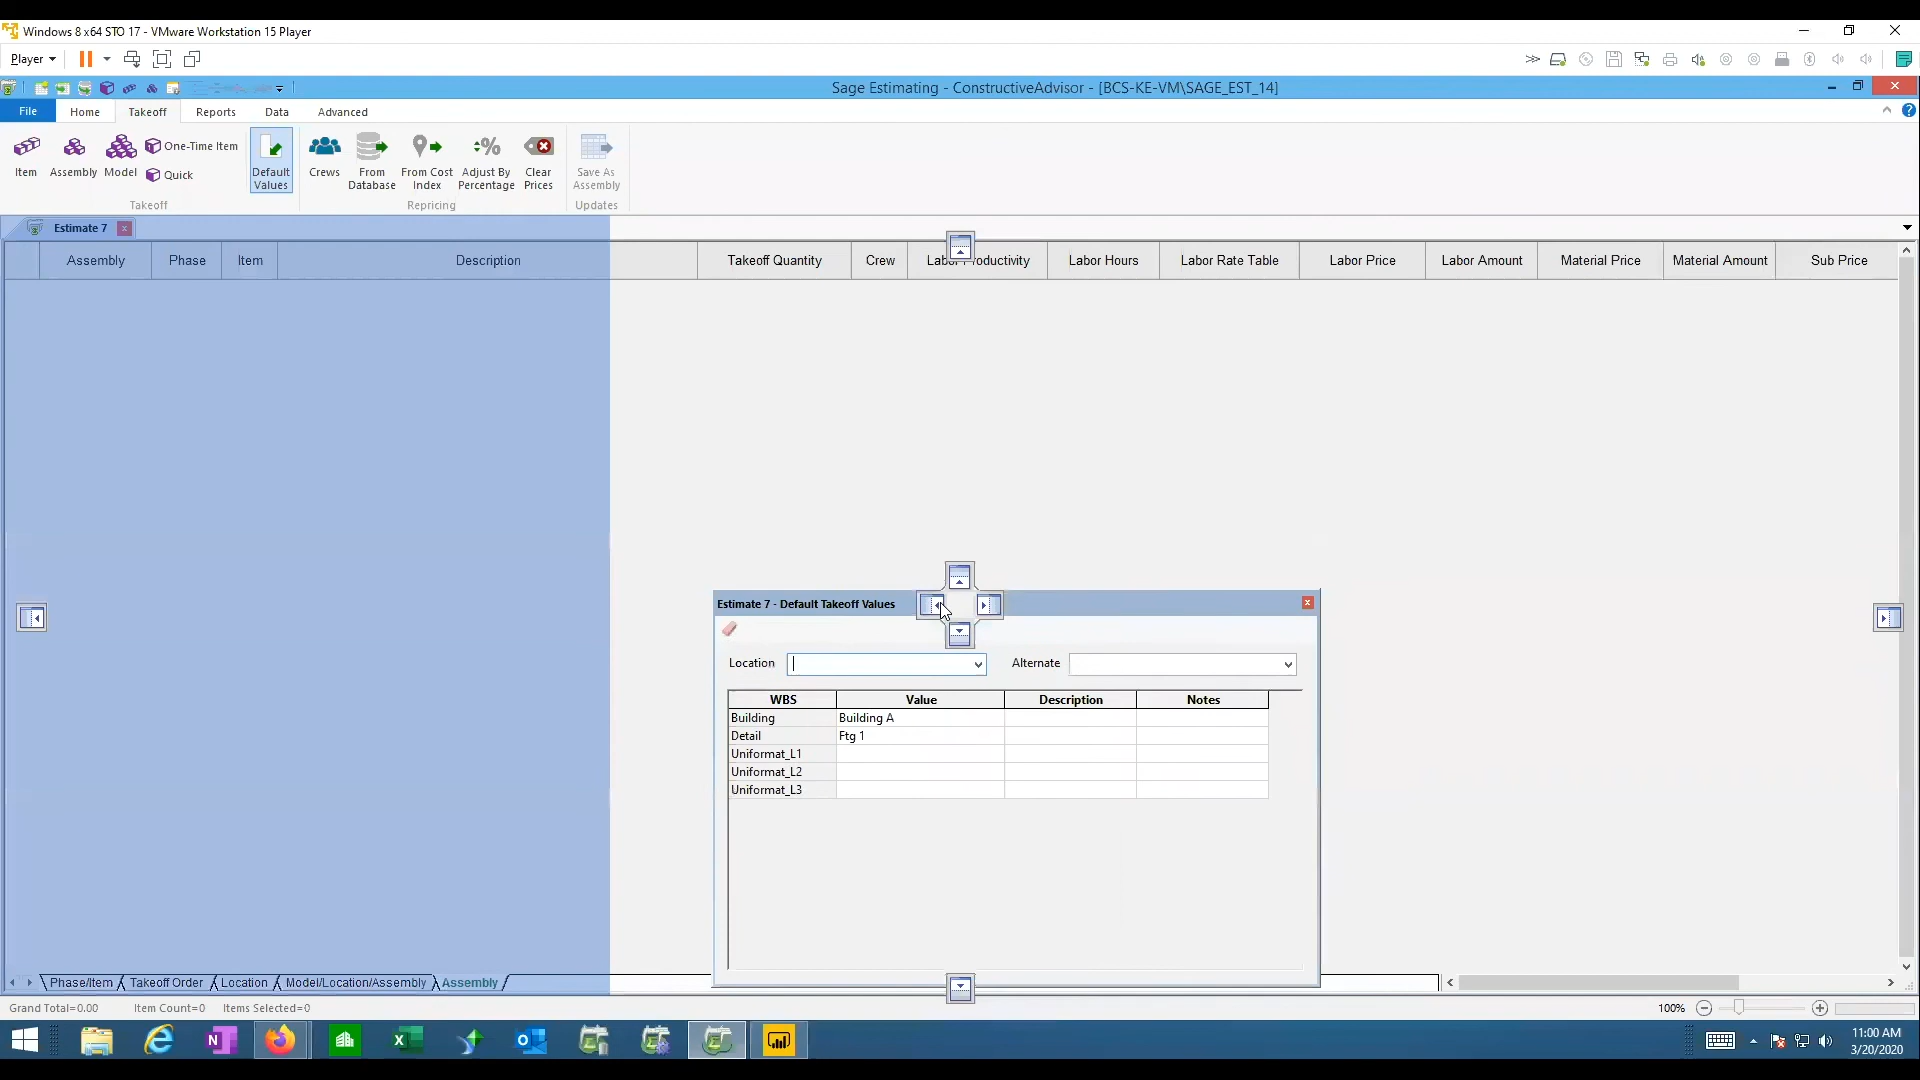 Windows 8 x64 STO 17 - VMware Workstation 15 Player
Player
Sage Estimating - ConstructiveAdvisor - [BCS-KE-VM\SAGE_EST_14]
File Home Takeoff Reports Data Advanced
Item
Assembly
Model
One-Time Item
Quick
Default Values
Crews
From Database
From Cost Index
Adjust By Percentage
Clear Prices
Save As Assembly
Takeoff Repricing Updates
Estimate 7
Assembly Phase Item Description Takeoff Quantity Crew Labor Productivity Labor Hours Labor Rate Table Labor Price Labor Amount Material Price Material Amount Sub Price
Estimate 7 - Default Takeoff Values
Location Alternate
WBS Value Description Notes
Building Building A
Detail Ftg 1
Uniformat_L1
Uniformat_L2
Uniformat_L3
Phase/Item Takeoff Order Location Model/Location/Assembly Assembly
Grand Total=0.00 Item Count=0 Items Selected=0 100%
11:00 AM
3/20/2020